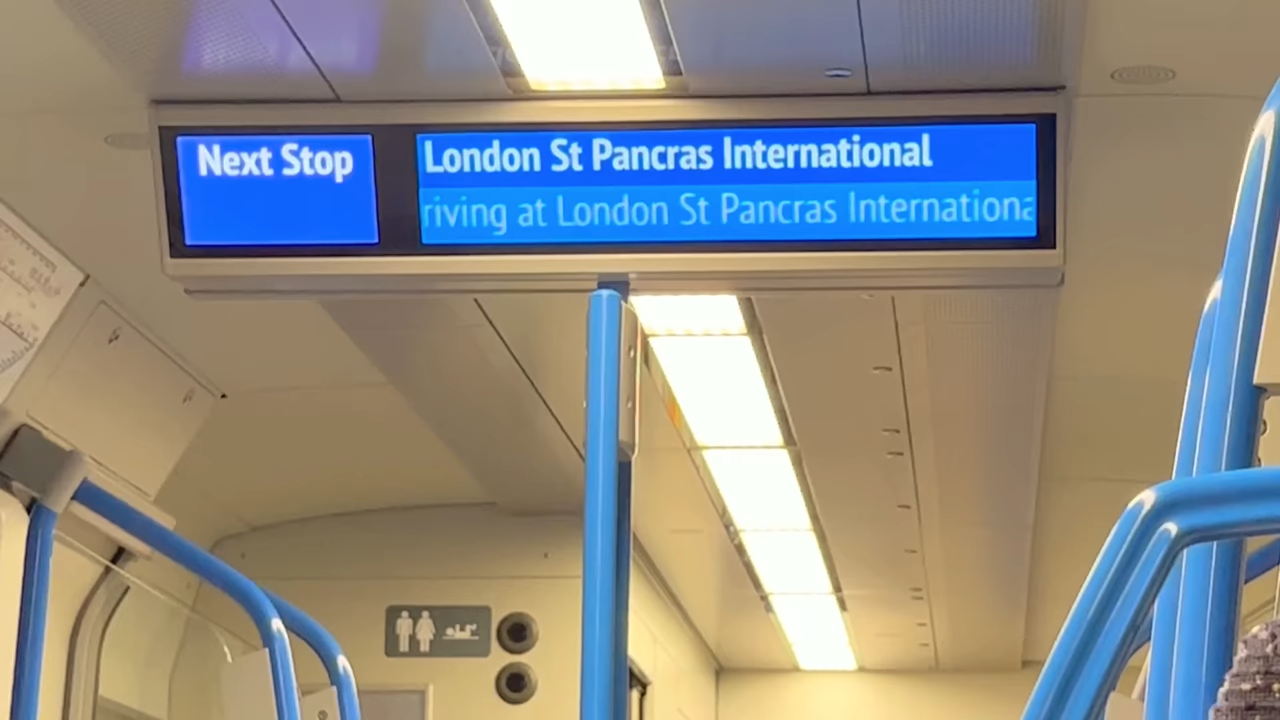 Next Stop
London St Pancras International
riving at London St Pancras Internationa